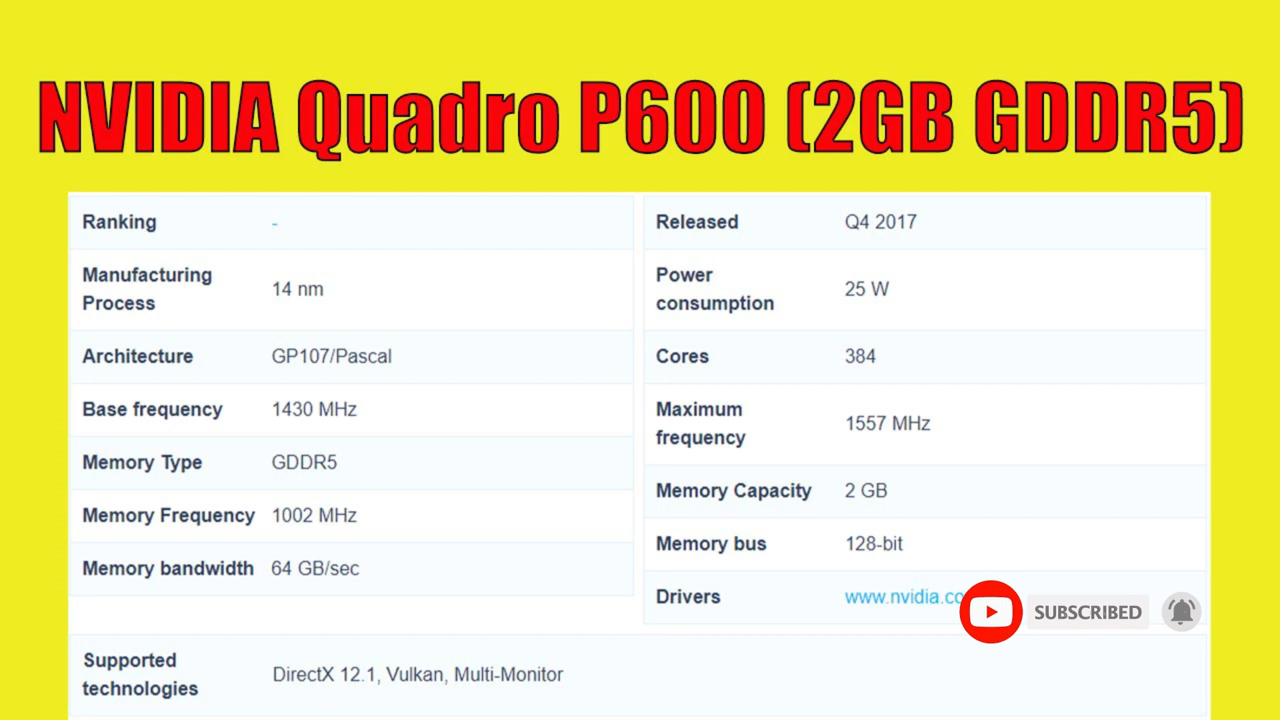 NVIDIA Quadro P600 (2GB GDDR5)
Ranking -
Manufacturing
Process 14 nm
Architecture GP107/Pascal
Base frequency 1430 MHz
Memory Type GDDR5
Memory Frequency 1002 MHz
Memory bandwidth 64 GB/sec
Released Q4 2017
Power
consumption 25 W
Cores 384
Maximum
frequency 1557 MHz
Memory Capacity 2 GB
Memory bus 128-bit
Drivers www.nvidia.co
SUBSCRIBED
Supported
technologies DirectX 12.1, Vulkan, Multi-Monitor